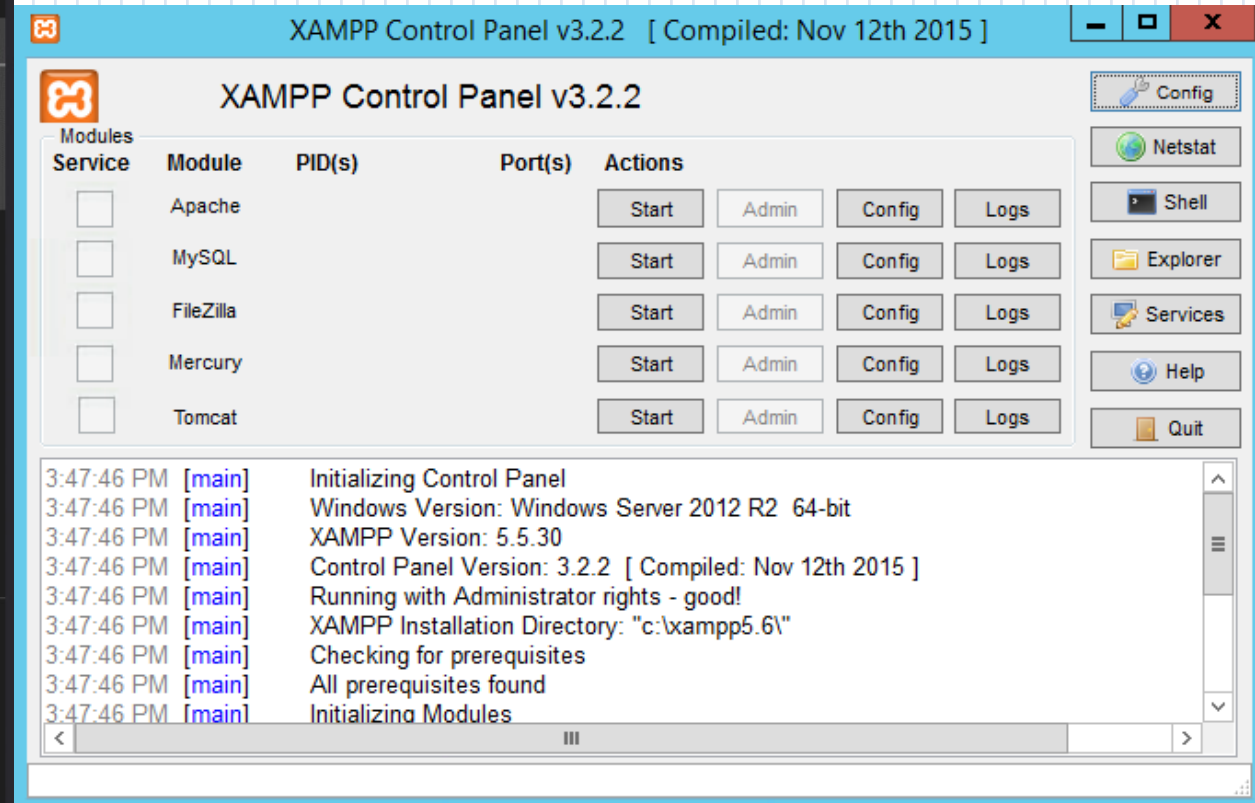 XAMPP Control Panel v3.2.2 [ Compiled: Nov 12th 2015 ]
XAMPP Control Panel v3.2.2
Config
Modules
Service Module PID(s) Port(s) Actions
Netstat
Apache Start Admin Config Logs
Shell
MySQL Start Admin Config Logs
Explorer
FileZilla Start Admin Config Logs
Services
Mercury Start Admin Config Logs
Help
Tomcat Start Admin Config Logs
Quit
3:47:46 PM [main] Initializing Control Panel
3:47:46 PM [main] Windows Version: Windows Server 2012 R2 64-bit
3:47:46 PM [main] XAMPP Version: 5.5.30
3:47:46 PM [main] Control Panel Version: 3.2.2 [ Compiled: Nov 12th 2015 ]
3:47:46 PM [main] Running with Administrator rights - good!
3:47:46 PM [main] XAMPP Installation Directory: "c:\xampp5.6\"
3:47:46 PM [main] Checking for prerequisites
3:47:46 PM [main] All prerequisites found
3:47:46 PM [main] Initializing Modules